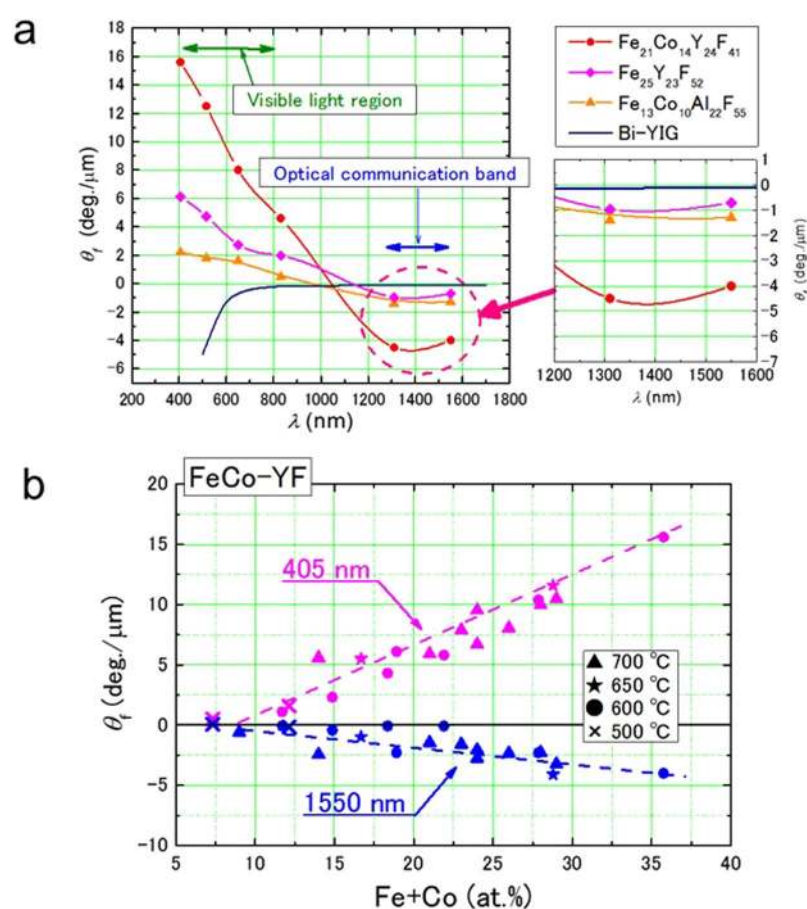 a
18
16
14
12
10
8
6
4
2
0
-2
-4
-6
θf (deg./μm)
200 400 600 800 1000 1200 1400 1600 1800
λ (nm)
Visible light region
Optical communication band
Fe21Co14Y24F41
Fe25Y23F52
Fe13Co10Al22F55
Bi-YIG
1
0
-1
-2
-3
-4
-5
-6
-7
(deg./μm)
1200 1300 1400 1500 1600
λ (nm)
b
FeCo-YF
20
15
10
5
0
-5
-10
θf (deg./μm)
405 nm
1550 nm
700 °C
650 °C
600 °C
500 °C
5 10 15 20 25 30 35 40
Fe+Co (at.%)